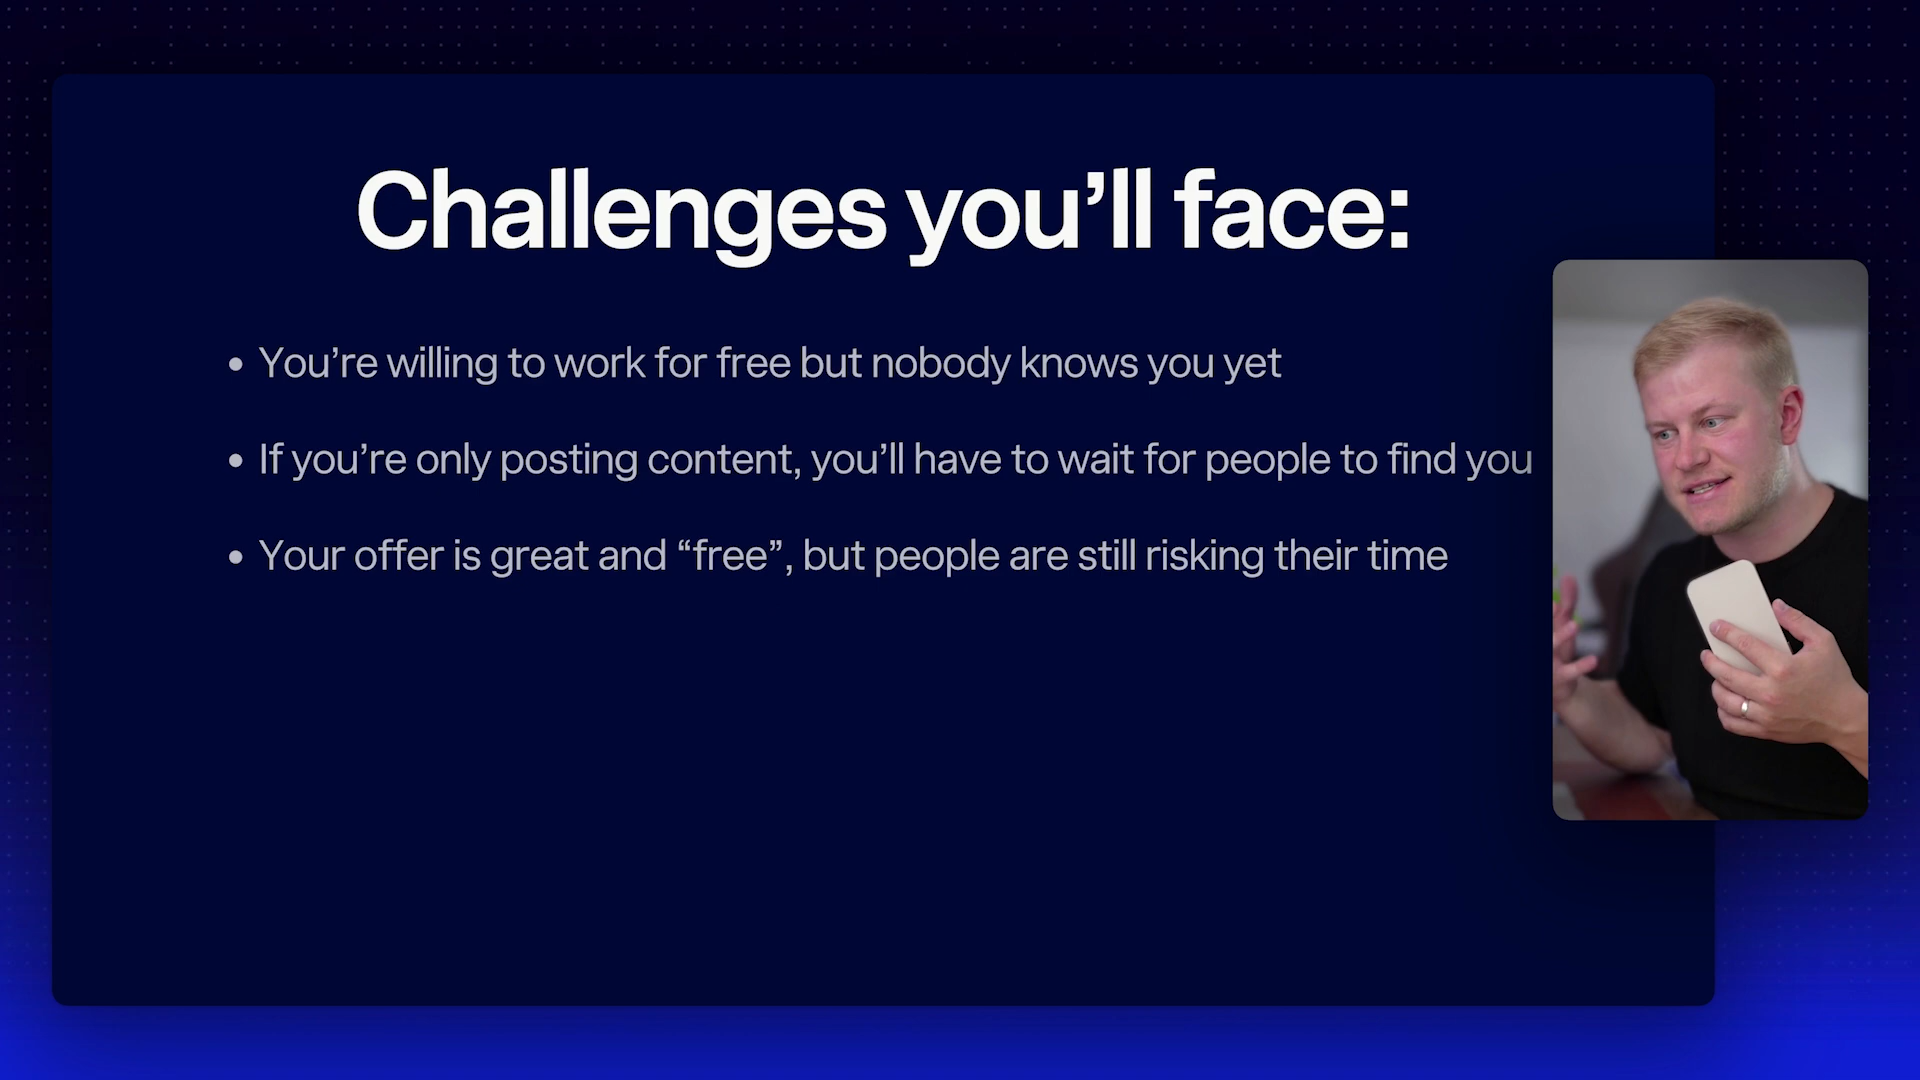 Challenges you’ll face:
• You’re willing to work for free but nobody knows you yet
• If you’re only posting content, you’ll have to wait for people to find you
• Your offer is great and “free”, but people are still risking their time